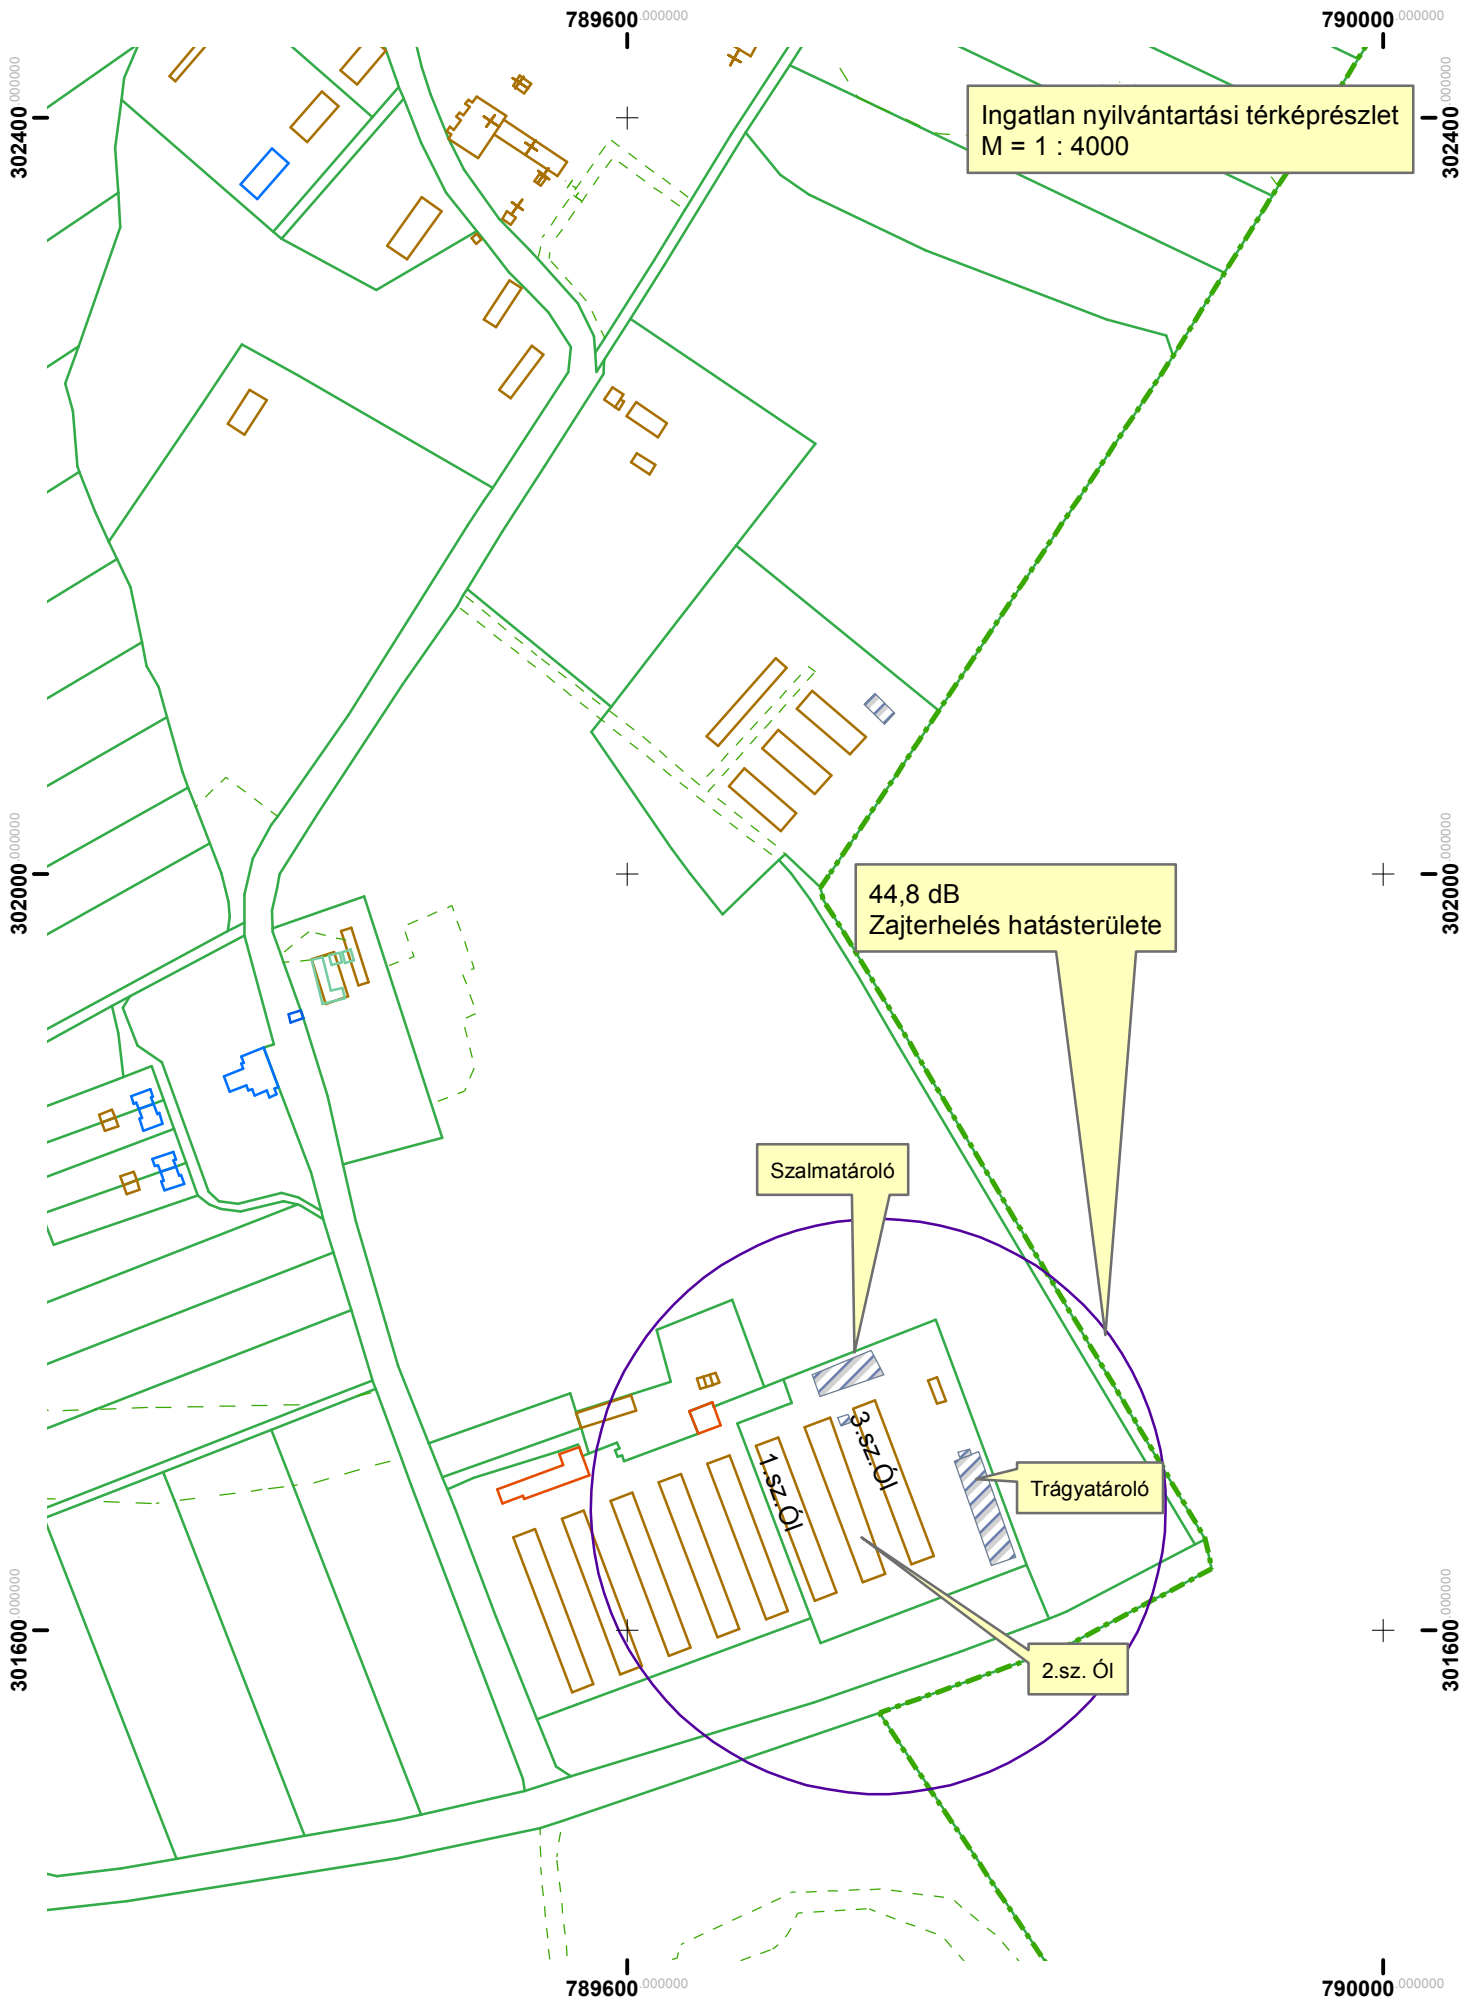 789600.000000
790000.000000
302400.000000
302400.000000
Ingatlan nyilvántartási térképrészlet
M = 1 : 4000
302000.000000
302000.000000
44,8 dB
Zajterhelés hatásterülete
Szalmatároló
3.sz.Ól
1.sz.Ól
Trágyatároló
2.sz. Ól
301600.000000
301600.000000
789600.000000
790000.000000